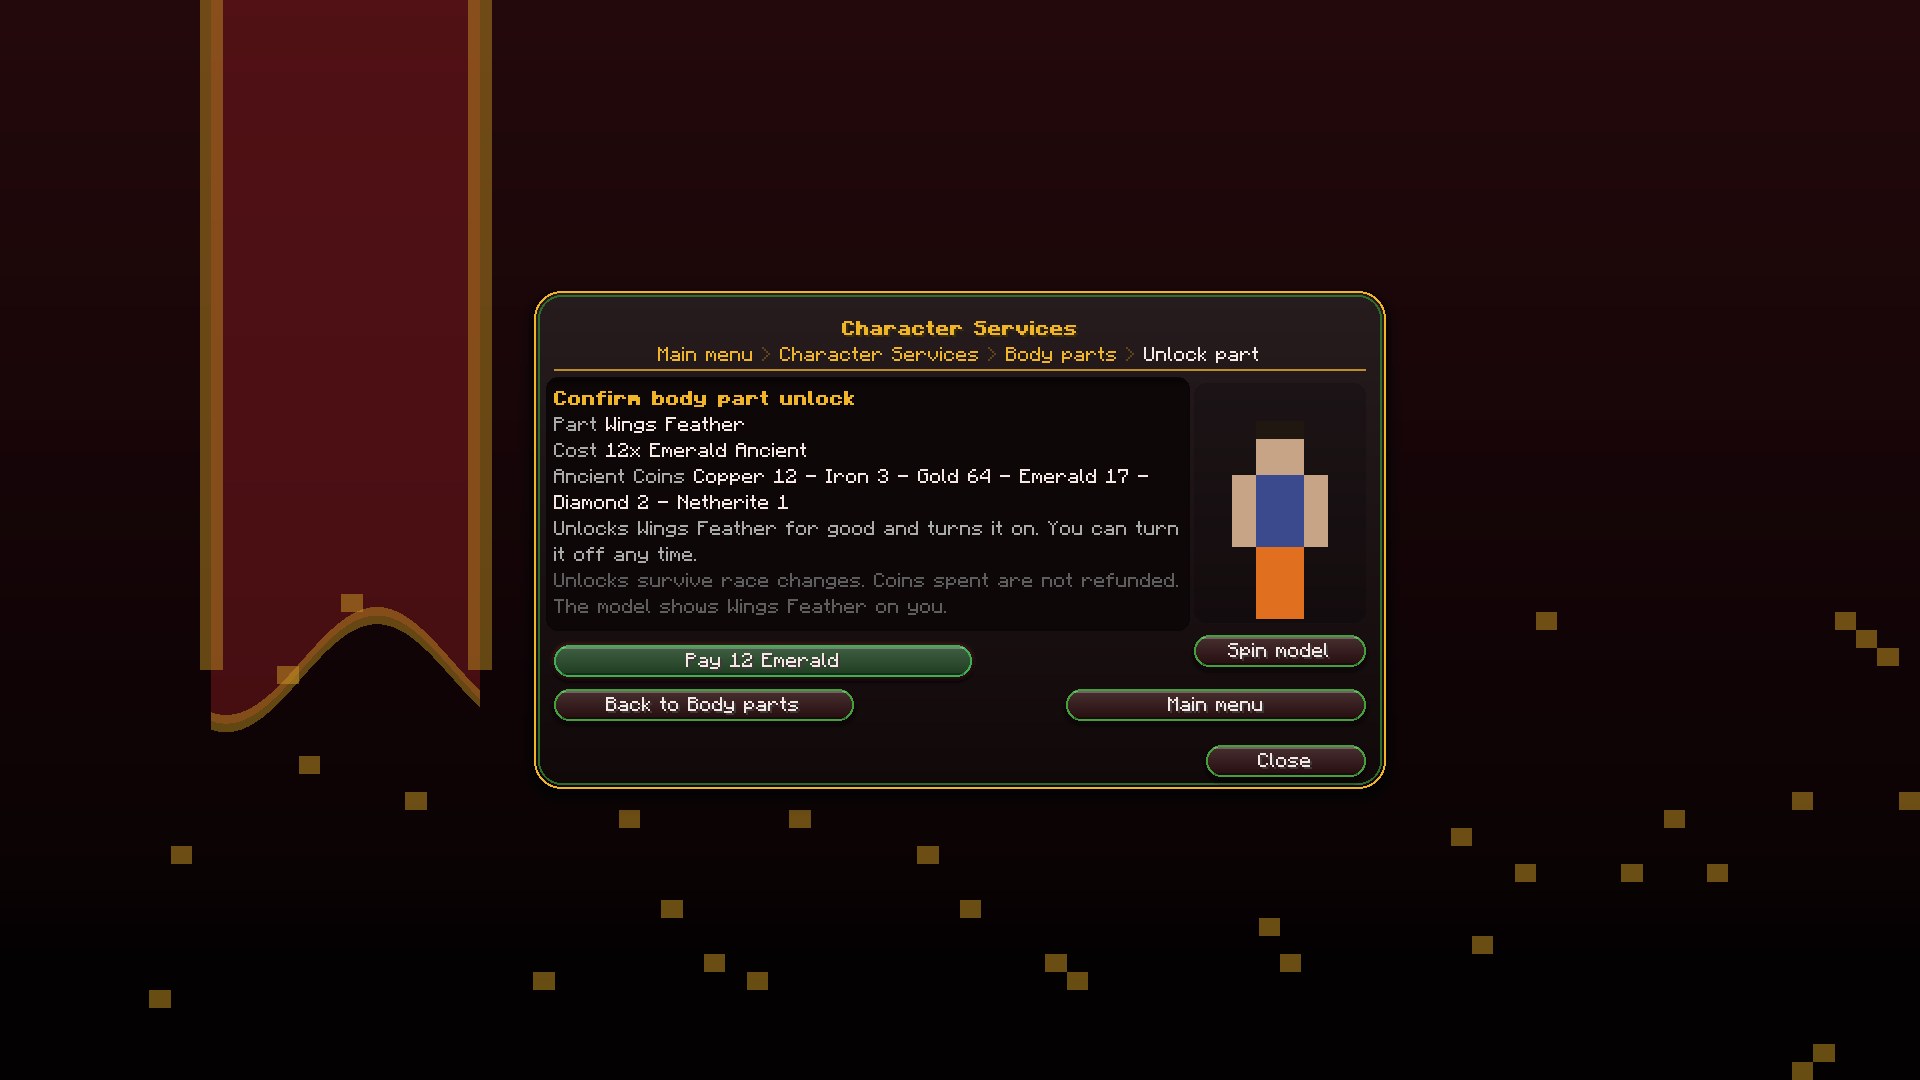 Character Services
Main menu > Character Services > Body parts > Unlock part
Confirm body part unlock
Part Wings Feather
Cost 12x Emerald Ancient
Ancient Coins Copper 12 - Iron 3 - Gold 64 - Emerald 17 -
Diamond 2 - Netherite 1
Unlocks Wings Feather for good and turns it on. You can turn
it off any time.
Unlocks survive race changes. Coins spent are not refunded.
The model shows Wings Feather on you.
Spin model
Pay 12 Emerald
Back to Body parts
Main menu
Close